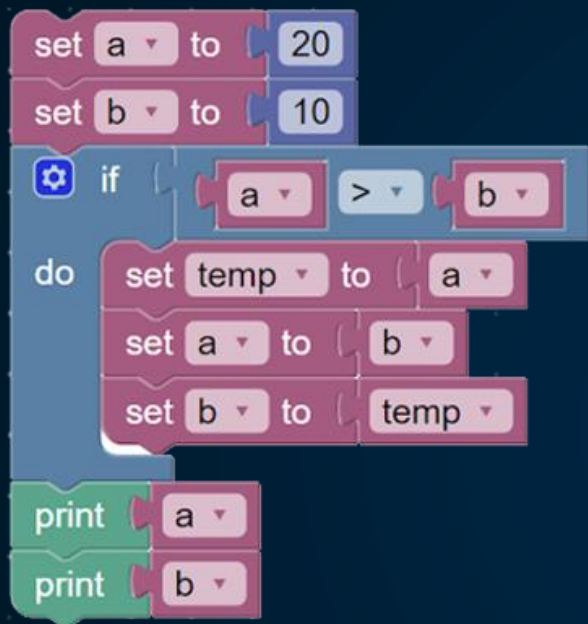 set a to 20
set b to 10
if a > b
do set temp to a
set a to b
set b to temp
print a
print b